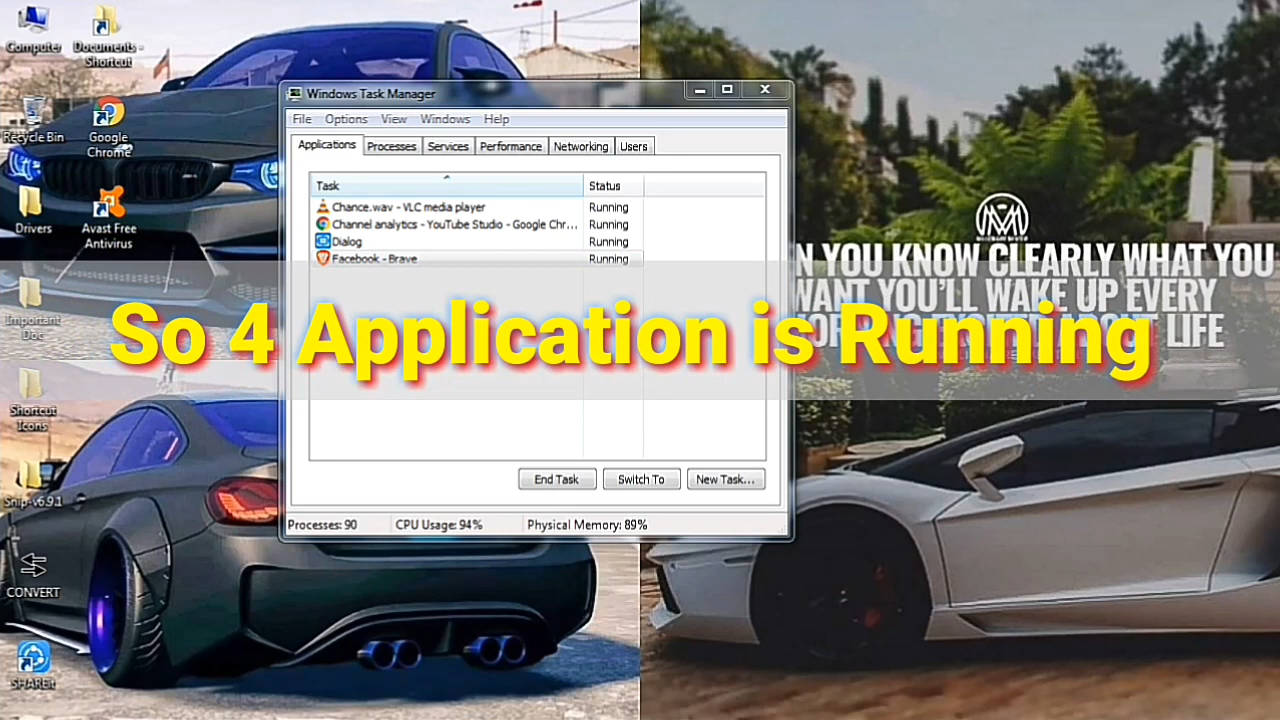 Computer
Documents - Shortcut
Recycle Bin
Google Chrome
Drivers
Avast Free Antivirus
Important Doc
Shortcut Icons
Snip-v6.9.1
CONVERT
SHAREit
Windows Task Manager
File Options View Windows Help
Applications Processes Services Performance Networking Users
Task Status
Chance.wav - VLC media player Running
Channel analytics - YouTube Studio - Google Chr... Running
Dialog Running
Facebook - Brave Running
So 4 Application is Running
End Task Switch To New Task...
Processes: 90 CPU Usage: 94% Physical Memory: 89%
N YOU KNOW CLEARLY WHAT YOU
WANT YOU'LL WAKE UP EVERY
LIFE